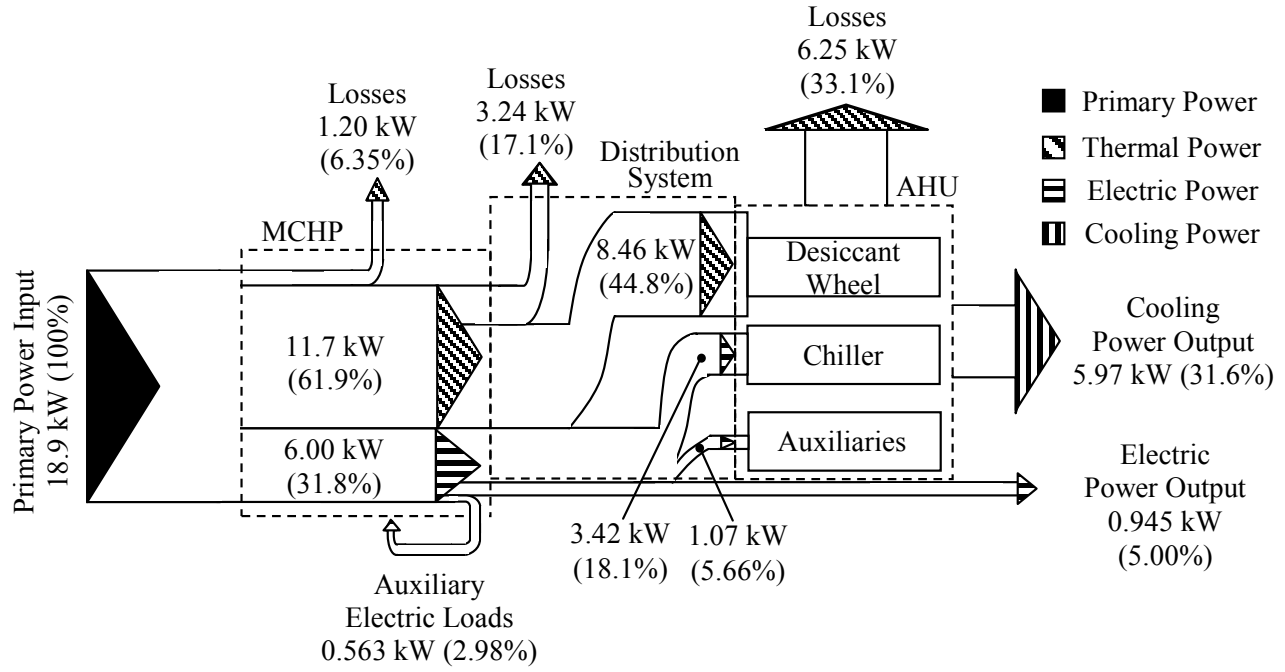 Losses
6.25 kW
(33.1%)
Losses
1.20 kW
(6.35%)
Losses
3.24 kW
(17.1%)
Primary Power
Thermal Power
Electric Power
Cooling Power
Distribution
System
AHU
MCHP
8.46 kW
(44.8%)
Desiccant
Wheel
Primary Power Input
18.9 kW (100%)
11.7 kW
(61.9%)
Chiller
Cooling
Power Output
5.97 kW (31.6%)
6.00 kW
(31.8%)
Auxiliaries
Electric
Power Output
0.945 kW
(5.00%)
3.42 kW
(18.1%)
1.07 kW
(5.66%)
Auxiliary
Electric Loads
0.563 kW (2.98%)